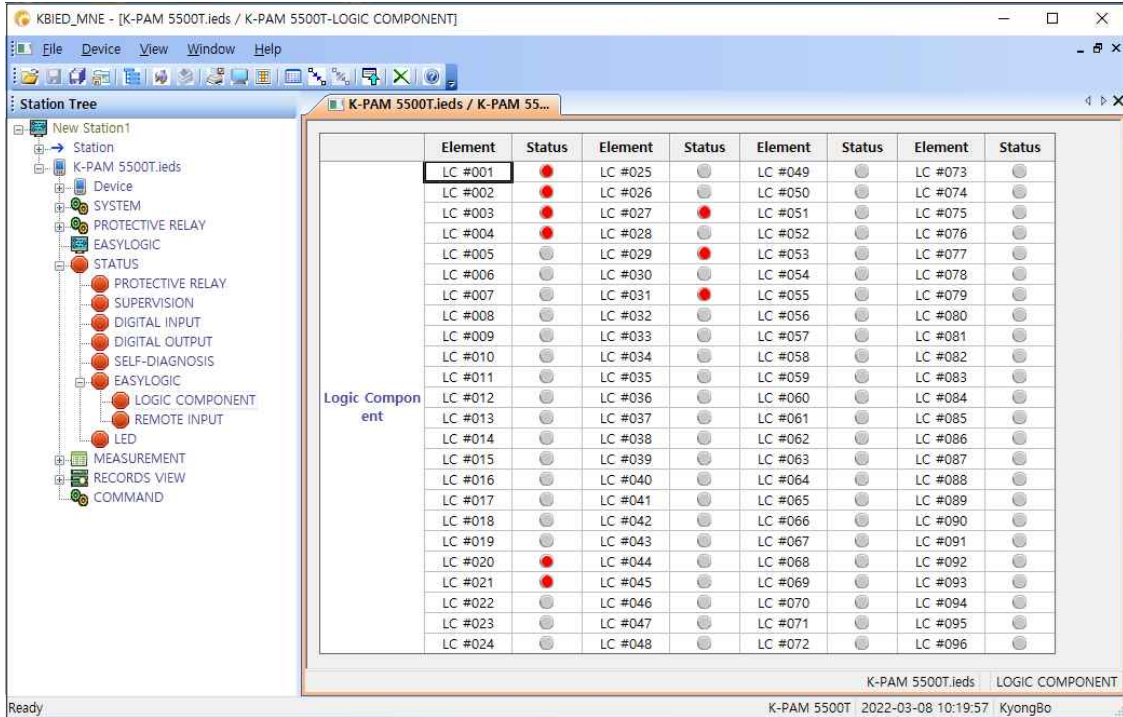 KBIED_MNE - [K-PAM 5500T.ieds / K-PAM 5500T-LOGIC COMPONENT]
File Device View Window Help
Station Tree
K-PAM 5500T.ieds / K-PAM 55...
New Station1
Station
K-PAM 5500T.ieds
Device
SYSTEM
PROTECTIVE RELAY
EASYLOGIC
STATUS
PROTECTIVE RELAY
SUPERVISION
DIGITAL INPUT
DIGITAL OUTPUT
SELF-DIAGNOSIS
EASYLOGIC
LOGIC COMPONENT
REMOTE INPUT
LED
MEASUREMENT
RECORDS VIEW
COMMAND
Element Status Element Status Element Status Element Status
LC #001 LC #025 LC #049 LC #073
LC #002 LC #026 LC #050 LC #074
LC #003 LC #027 LC #051 LC #075
LC #004 LC #028 LC #052 LC #076
LC #005 LC #029 LC #053 LC #077
LC #006 LC #030 LC #054 LC #078
LC #007 LC #031 LC #055 LC #079
LC #008 LC #032 LC #056 LC #080
LC #009 LC #033 LC #057 LC #081
LC #010 LC #034 LC #058 LC #082
LC #011 LC #035 LC #059 LC #083
Logic Compon LC #012 LC #036 LC #060 LC #084
ent LC #013 LC #037 LC #061 LC #085
LC #014 LC #038 LC #062 LC #086
LC #015 LC #039 LC #063 LC #087
LC #016 LC #040 LC #064 LC #088
LC #017 LC #041 LC #065 LC #089
LC #018 LC #042 LC #066 LC #090
LC #019 LC #043 LC #067 LC #091
LC #020 LC #044 LC #068 LC #092
LC #021 LC #045 LC #069 LC #093
LC #022 LC #046 LC #070 LC #094
LC #023 LC #047 LC #071 LC #095
LC #024 LC #048 LC #072 LC #096
K-PAM 5500T.ieds LOGIC COMPONENT
Ready K-PAM 5500T 2022-03-08 10:19:57 KyongBo